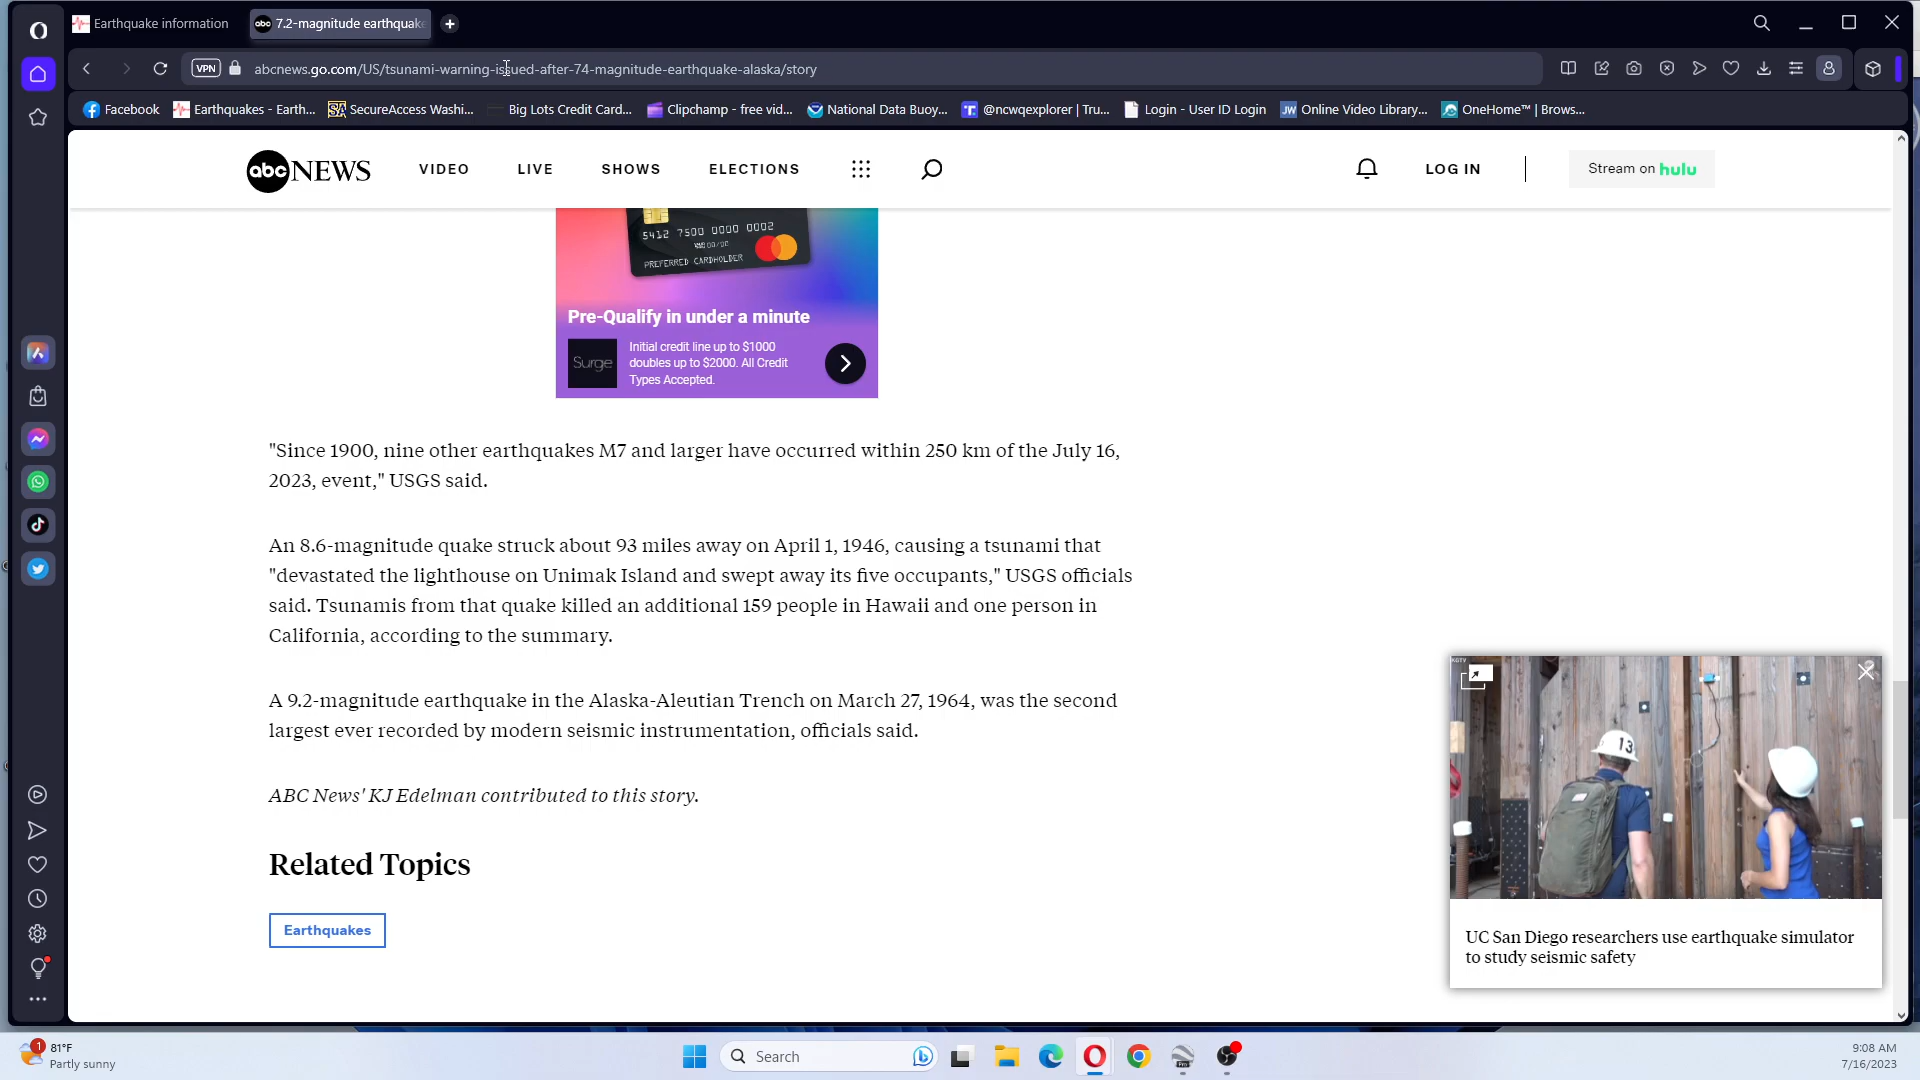 Earthquake information
abc 7.2-magnitude earthquake
VPN abcnews.go.com/US/tsunami-warning-issued-after-74-magnitude-earthquake-alaska/story
Facebook Earthquakes - Earth... SecureAccess Washi... Big Lots Credit Card... Clipchamp - free vid... National Data Buoy... @ncwqexplorer | Tru... Login - User ID Login JW Online Video Library... OneHome™ | Brows...
abc NEWS VIDEO LIVE SHOWS ELECTIONS LOG IN Stream on hulu
5412 7500 0000 0002
PREFERRED CARDHOLDER
Pre-Qualify in under a minute
Surge
Initial credit line up to $1000
doubles up to $2000. All Credit
Types Accepted.
"Since 1900, nine other earthquakes M7 and larger have occurred within 250 km of the July 16,
2023, event," USGS said.
An 8.6-magnitude quake struck about 93 miles away on April 1, 1946, causing a tsunami that
"devastated the lighthouse on Unimak Island and swept away its five occupants," USGS officials
said. Tsunamis from that quake killed an additional 159 people in Hawaii and one person in
California, according to the summary.
A 9.2-magnitude earthquake in the Alaska-Aleutian Trench on March 27, 1964, was the second
largest ever recorded by modern seismic instrumentation, officials said.
ABC News' KJ Edelman contributed to this story.
Related Topics
Earthquakes
KGTV
13
UC San Diego researchers use earthquake simulator
to study seismic safety
1
81°F
Partly sunny
Search
9:08 AM
7/16/2023